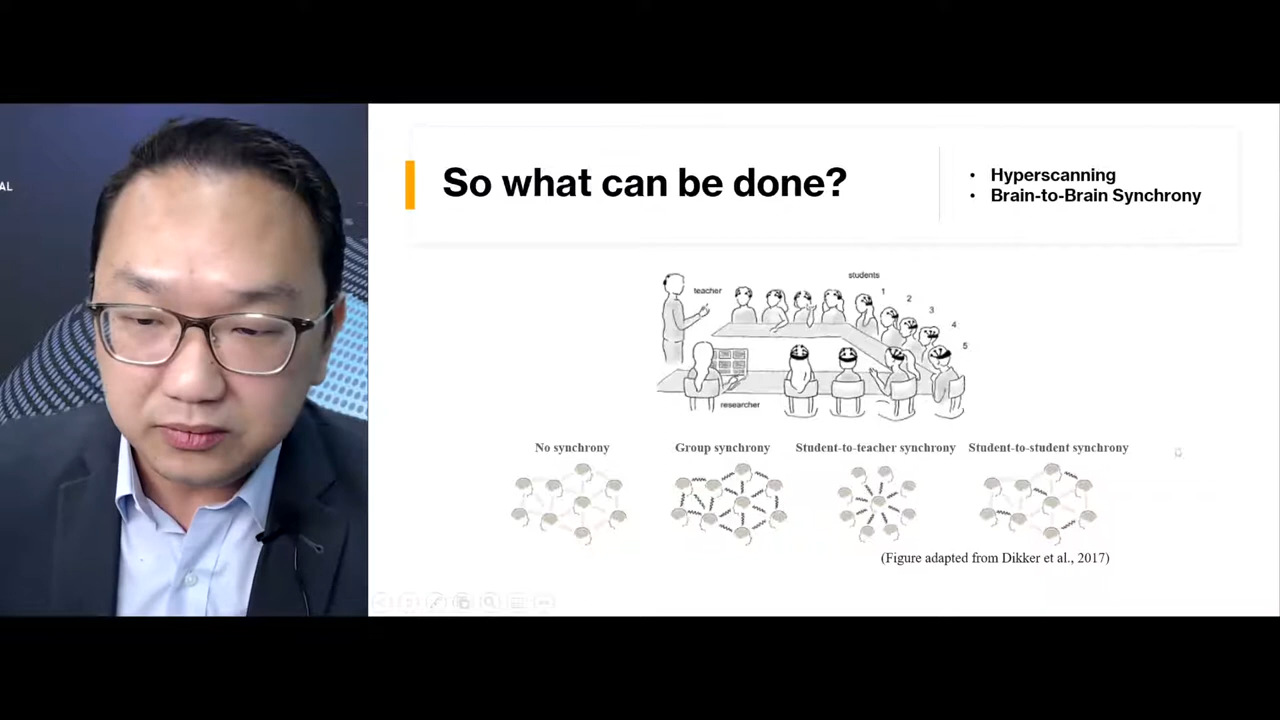 AL
So what can be done?
• Hyperscanning
• Brain-to-Brain Synchrony
students
teacher
1
2
3
4
5
researcher
No synchrony
Group synchrony
Student-to-teacher synchrony
Student-to-student synchrony
(Figure adapted from Dikker et al., 2017)